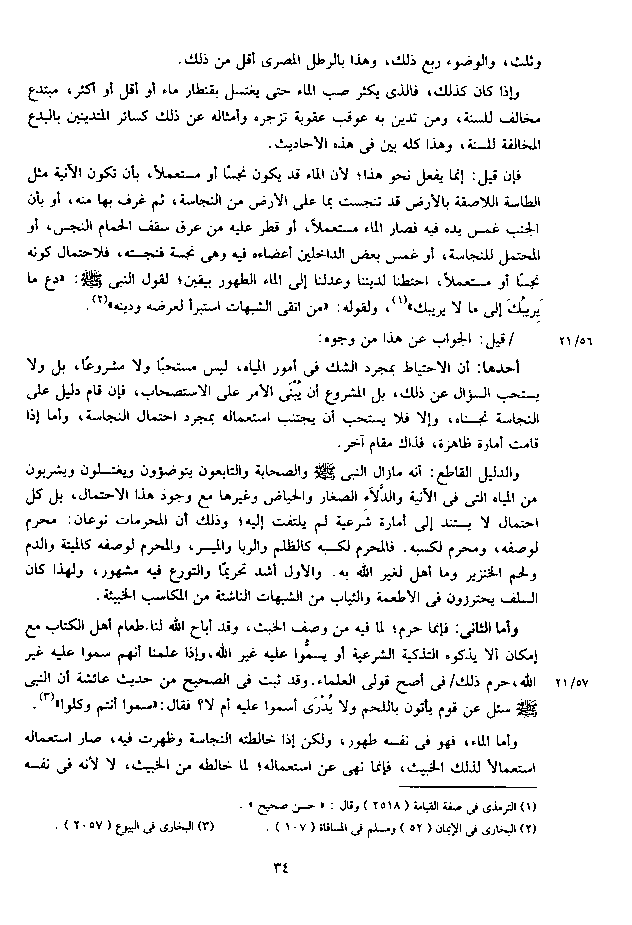 وثلث، والوضوء ربع ذلك، وهذا بالرطل المصرى أقل من ذلك.
وإذا كان كذلك، فالذى يكثر صب الماء حتى يغتسل بقنطار ماء أو أقل أو أكثر، مبتدع
مخالف للسنة، ومن تدين به عوقب عقوبة تزجره وأمثاله عن ذلك كسائر المتدينين بالبدع
المخالفة للسنة، وهذا كله بين فى هذه الأحاديث.
فإن قيل: إنما يفعل نحو هذا؛ لأن الماء قد يكون نجسًا أو مستعملاً، بأن تكون الآنية مثل
الطاسة اللاصقة بالأرض قد تنجست بما على الأرض من النجاسة، ثم غرف بها منه، أو بأن
الجنب غمس يده فيه فصار الماء مستعملاً، أو قطر عليه من عرق سقف الحمام النجس، أو
المحتمل للنجاسة، أو غمس بعض الداخلين أعضاءه فيه وهى نجسة فنجسته، فلاحتمال كونه
نجسًا أو مستعملاً، احتطنا لديننا وعدلنا إلى الماء الطهور بيقين؛ لقول النبى ﷺ: «دع ما
يَرِيبُكَ إلى ما لا يريبك»(١)، ولقوله: «من اتقى الشبهات استبرأ لعرضه ودينه»(٢).
٢١/٥٦ / قيل: الجواب عن هذا من وجوه:
أحدها: أن الاحتياط بمجرد الشك فى أمور المياه، ليس مستحبًا ولا مشروعًا، بل ولا
يستحب السؤال عن ذلك، بل المشروع أن يُبْنَى الأمر على الاستصحاب، فإن قام دليل على
النجاسة نجسناه، وإلا فلا يستحب أن يجتنب استعماله بمجرد احتمال النجاسة، وأما إذا
قامت أمارة ظاهرة، فذاك مقام آخر.
والدليل القاطع: أنه مازال النبى ﷺ والصحابة والتابعون يتوضؤون ويغتسلون ويشربون
من المياه التى فى الآنية والدِّلَاء الصغار والحياض وغيرها مع وجود هذا الاحتمال، بل كل
احتمال لا يستند إلى أمارة شرعية لم يلتفت إليه؛ وذلك أن المحرمات نوعان: محرم
لوصفه، ومحرم لكسبه. فالمحرم لكسبه كالظلم والربا والميسر، والمحرم لوصفه كالميتة والدم
ولحم الخنزير وما أهل لغير الله به. والأول أشد تحريمًا والتورع فيه مشهور، ولهذا كان
السلف يحترزون فى الأطعمة والثياب من الشبهات الناشئة من المكاسب الخبيثة.
وأما الثانى: فإنما حرم؛ لما فيه من وصف الخبث، وقد أباح الله لنا طعام أهل الكتاب مع
إمكان ألا يذكوه التذكية الشرعية أو يسمُّوا عليه غير الله، وإذا علمنا أنهم سموا عليه غير
٢١/٥٧ الله، حرم ذلك/ فى أصح قولى العلماء. وقد ثبت فى الصحيح من حديث عائشة أن النبى
ﷺ سئل عن قوم يأتون باللحم ولا يُدْرَى أسموا عليه أم لا؟ فقال: «سموا أنتم وكلوا»(٣).
وأما الماء، فهو فى نفسه طهور، ولكن إذا خالطته النجاسة وظهرت فيه، صار استعماله
استعمالاً لذلك الخبيث، فإنما نهى عن استعماله؛ لما خالطه من الخبيث، لا لأنه فى نفسه
(١) الترمذى فى صفة القيامة (٢٥١٨) وقال : «حسن صحيح» .
(٢) البخارى فى الإيمان (٥٢) ومسلم فى المساقاة (١٠٧) . (٣) البخارى فى البيوع (٢٠٥٧) .
٣٤